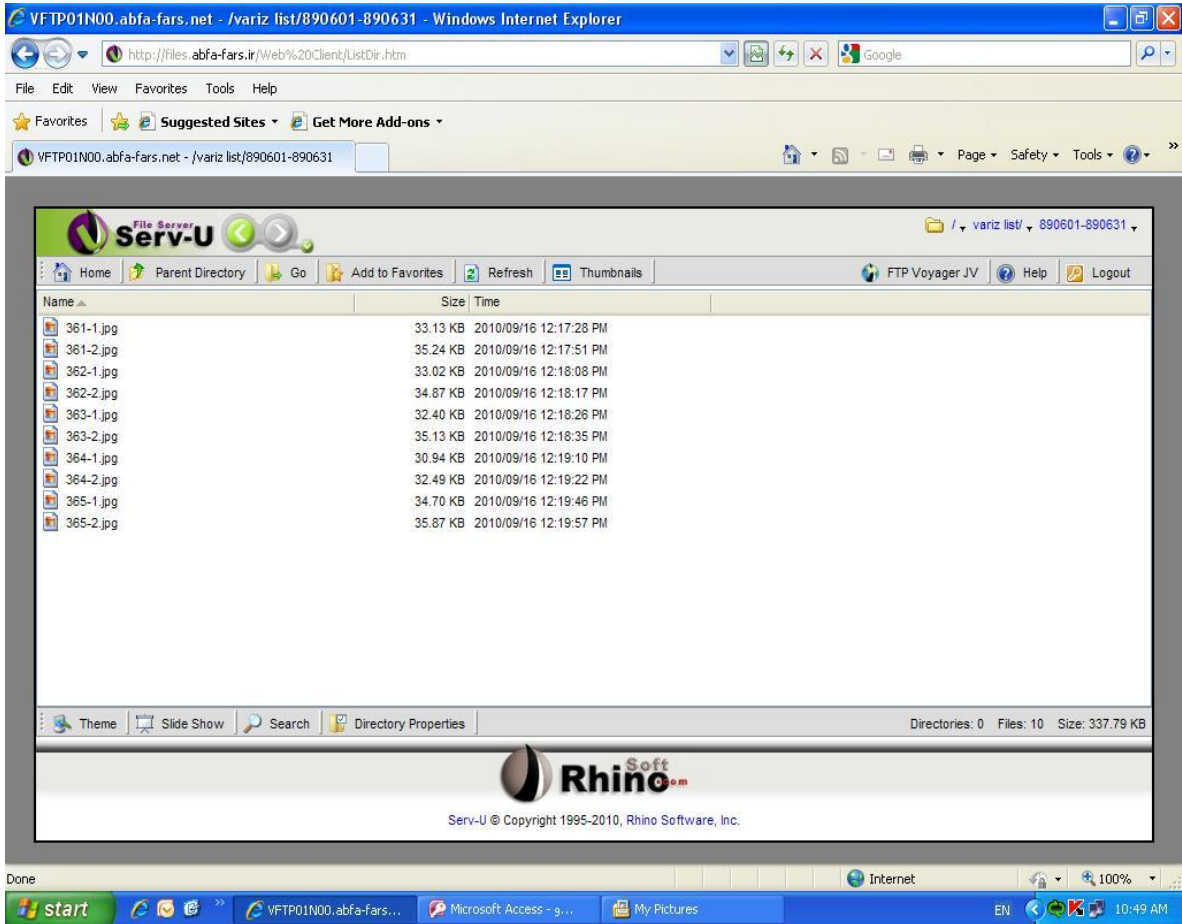 VFTP01N00.abfa-fars.net - /variz list/890601-890631 - Windows Internet Explorer
http://files.abfa-fars.ir/Web%20Client/ListDir.htm Google
File Edit View Favorites Tools Help
Favorites Suggested Sites Get More Add-ons
VFTP01N00.abfa-fars.net - /variz list/890601-890631 Page Safety Tools »
File Server
Serv-U / variz list/ 890601-890631
Home Parent Directory Go Add to Favorites Refresh Thumbnails FTP Voyager JV Help Logout
Name Size Time
361-1.jpg 33.13 KB 2010/09/16 12:17:28 PM
361-2.jpg 35.24 KB 2010/09/16 12:17:51 PM
362-1.jpg 33.02 KB 2010/09/16 12:18:08 PM
362-2.jpg 34.87 KB 2010/09/16 12:18:17 PM
363-1.jpg 32.40 KB 2010/09/16 12:18:26 PM
363-2.jpg 35.13 KB 2010/09/16 12:18:35 PM
364-1.jpg 30.94 KB 2010/09/16 12:19:10 PM
364-2.jpg 32.49 KB 2010/09/16 12:19:22 PM
365-1.jpg 34.70 KB 2010/09/16 12:19:46 PM
365-2.jpg 35.87 KB 2010/09/16 12:19:57 PM
Theme Slide Show Search Directory Properties Directories: 0 Files: 10 Size: 337.79 KB
RhinoSoft.com
Serv-U © Copyright 1995-2010, Rhino Software, Inc.
Done Internet 100%
start » VFTP01N00.abfa-fars... Microsoft Access - g... My Pictures EN 10:49 AM